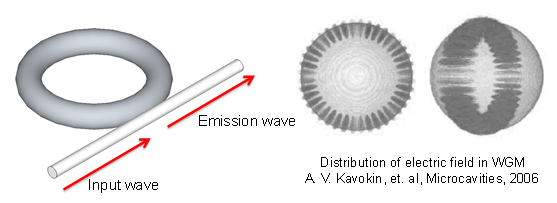 Emission wave
Input wave
Distribution of electric field in WGM
A. V. Kavokin, et. al, Microcavities, 2006